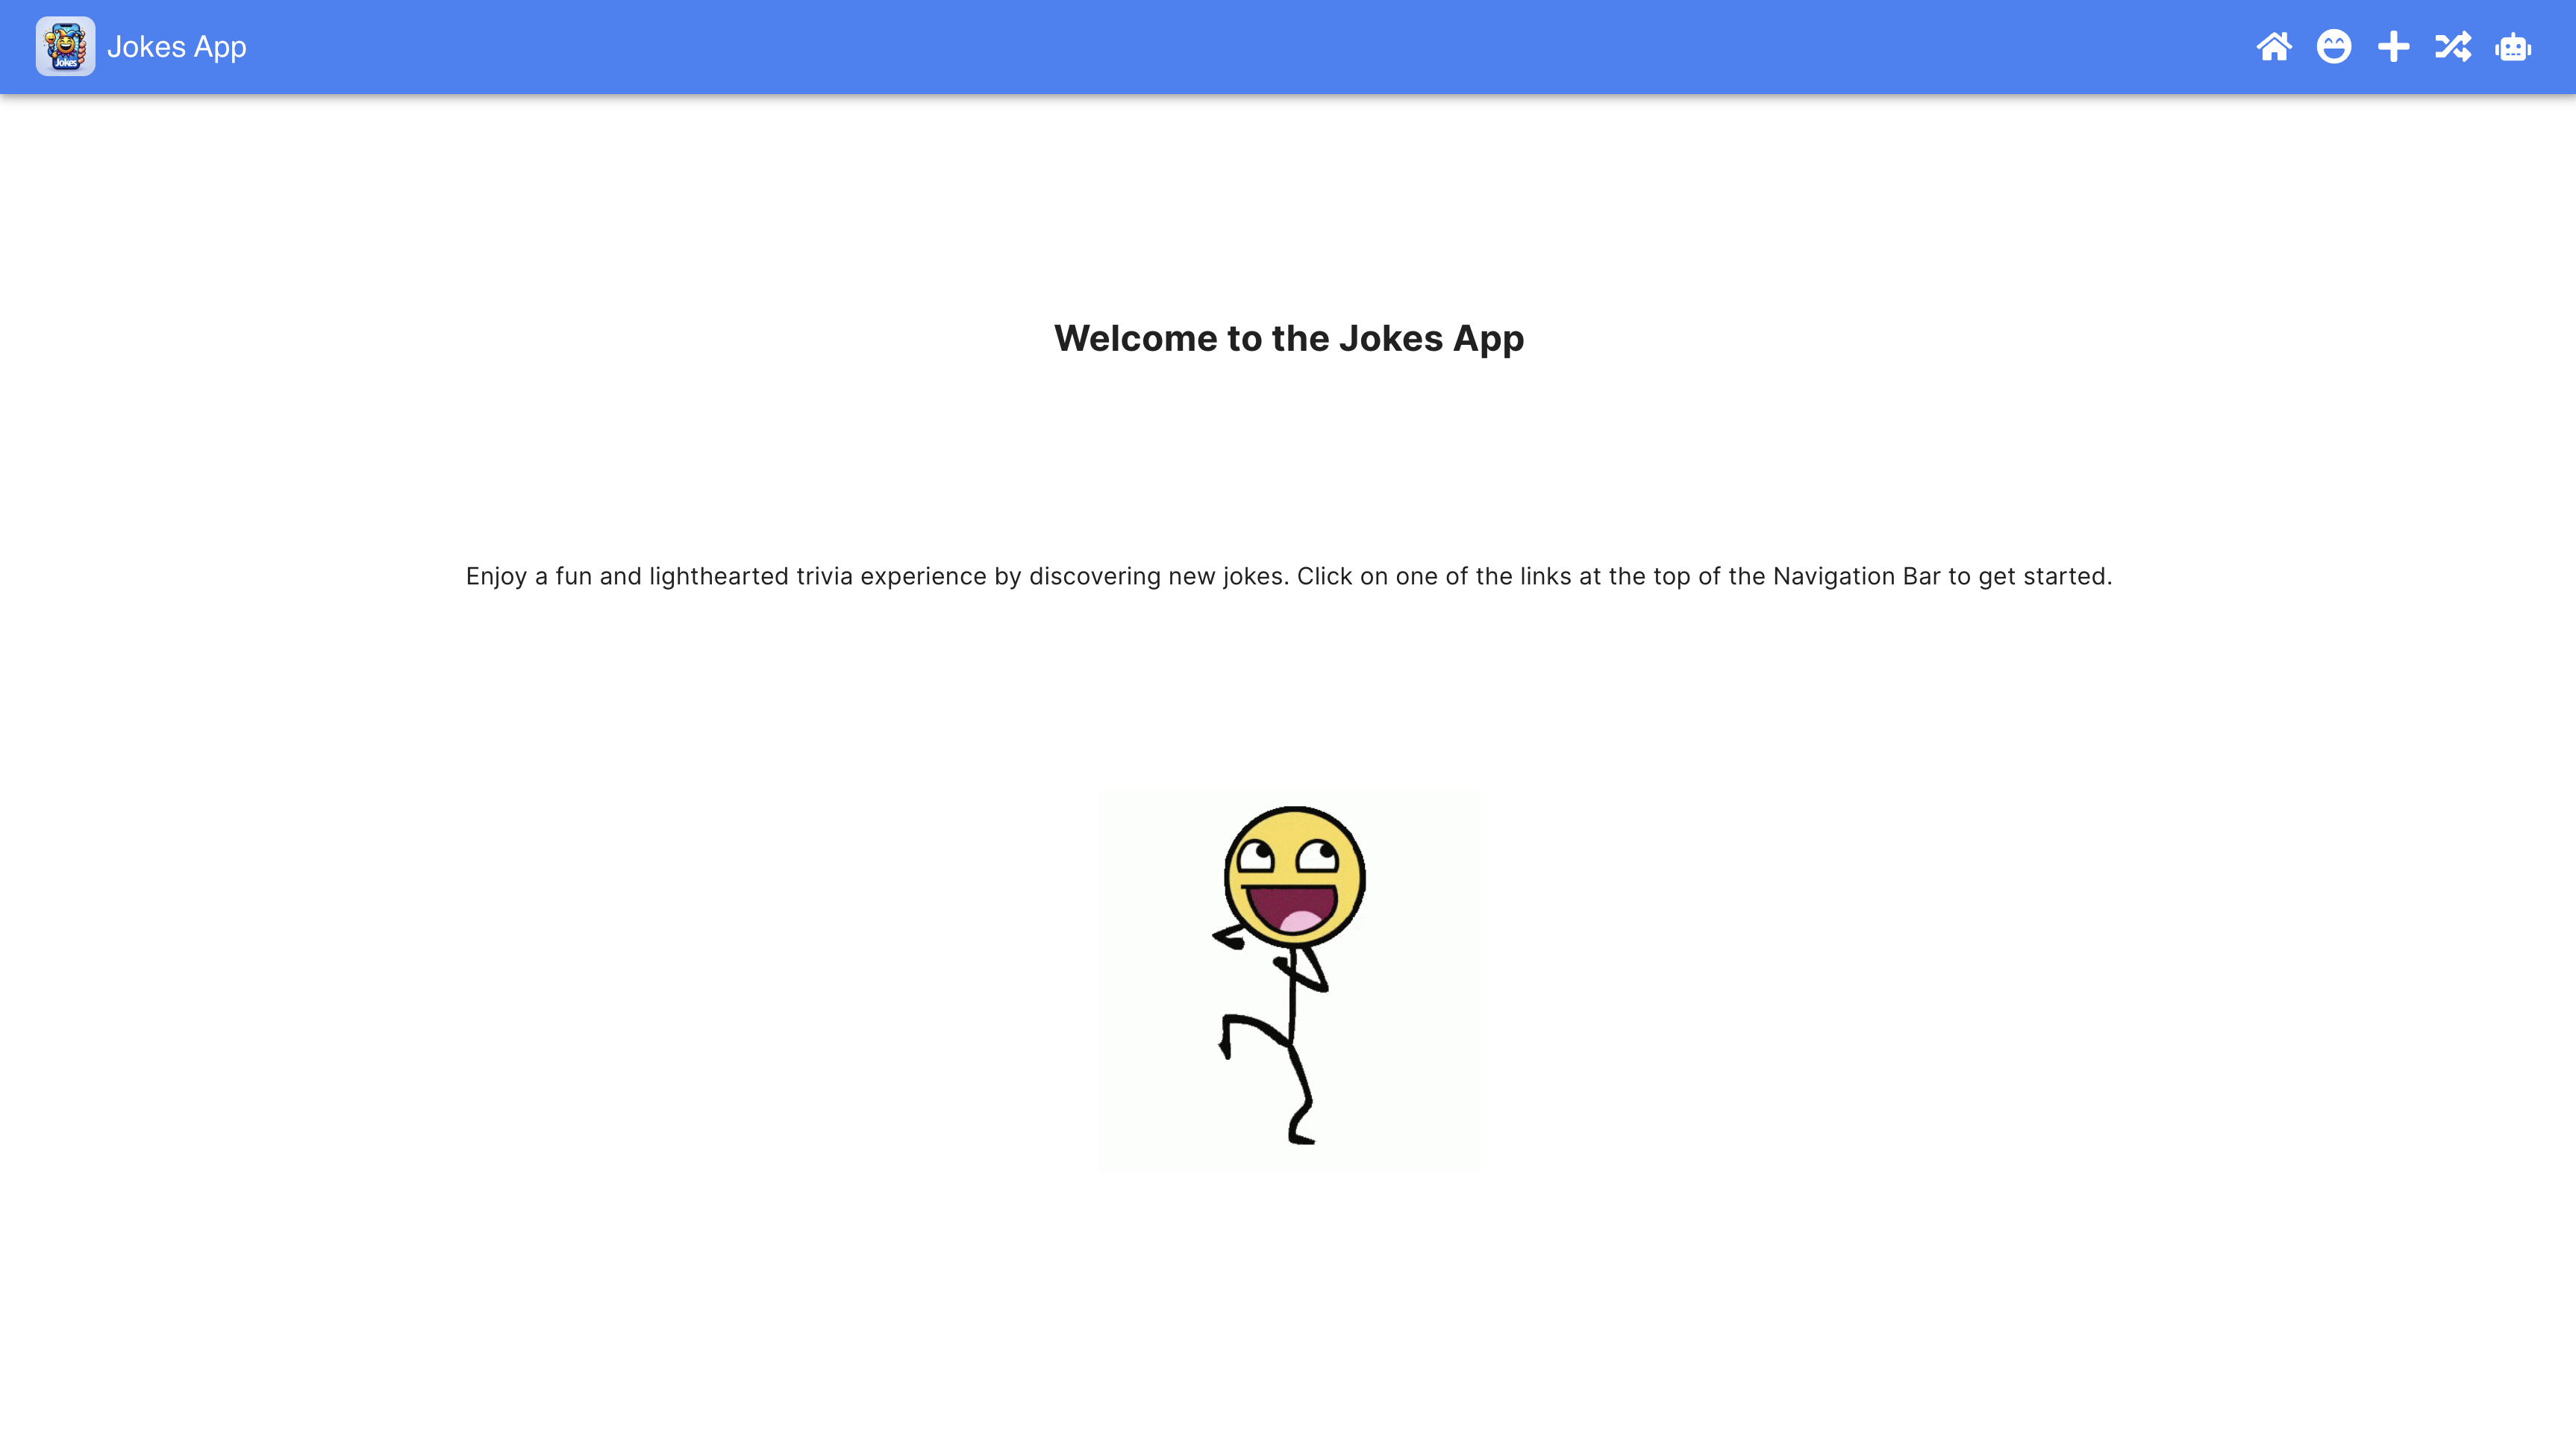 Jokes
Jokes App
Welcome to the Jokes App
Enjoy a fun and lighthearted trivia experience by discovering new jokes. Click on one of the links at the top of the Navigation Bar to get started.